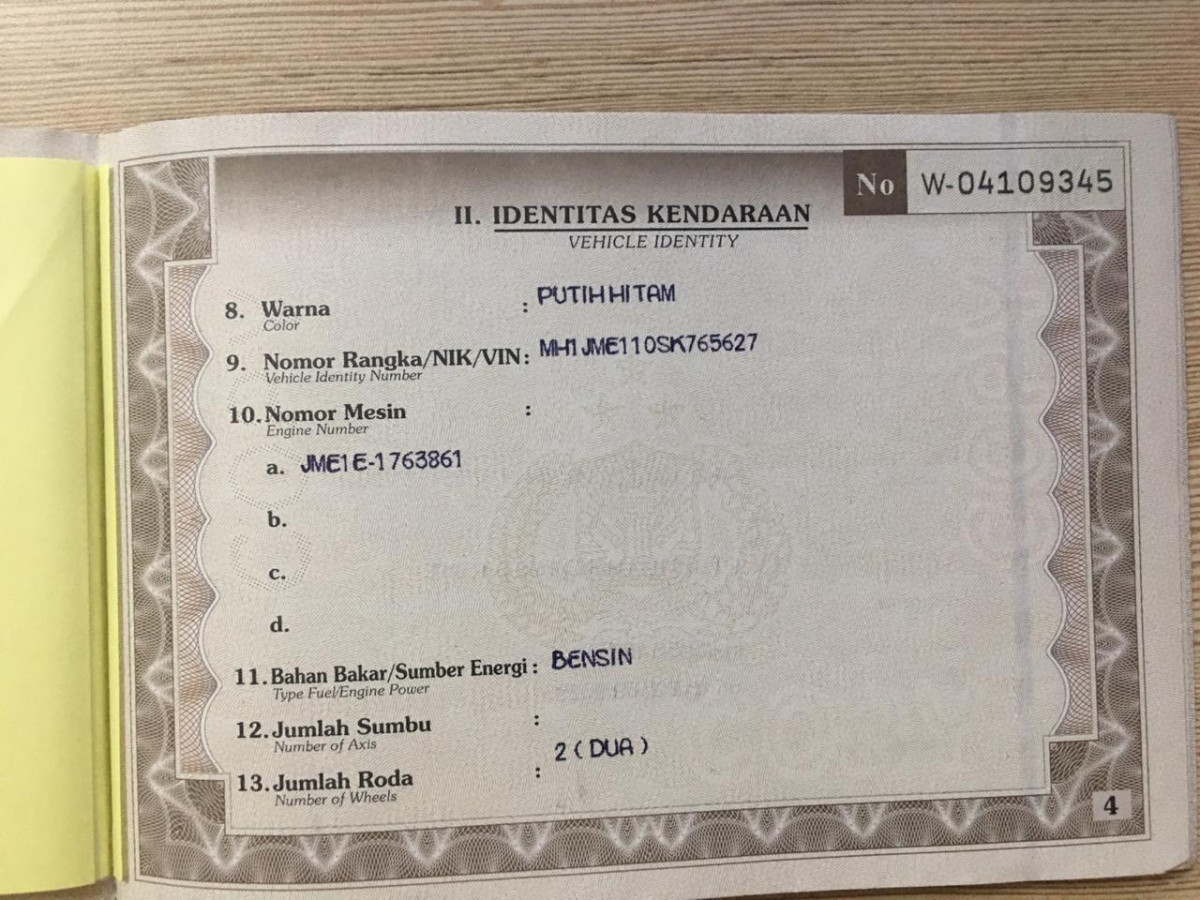 No W-04109345
II. IDENTITAS KENDARAAN
VEHICLE IDENTITY
8. Warna : PUTIH HITAM
Color
9. Nomor Rangka/NIK/VIN: MH1JME110SK765627
Vehicle Identity Number
10. Nomor Mesin :
Engine Number
a. JME1E-1763861
b.
c.
d.
11. Bahan Bakar/Sumber Energi : BENSIN
Type Fuel/Engine Power
12. Jumlah Sumbu :
Number of Axis
2 ( DUA )
13. Jumlah Roda :
Number of Wheels
4